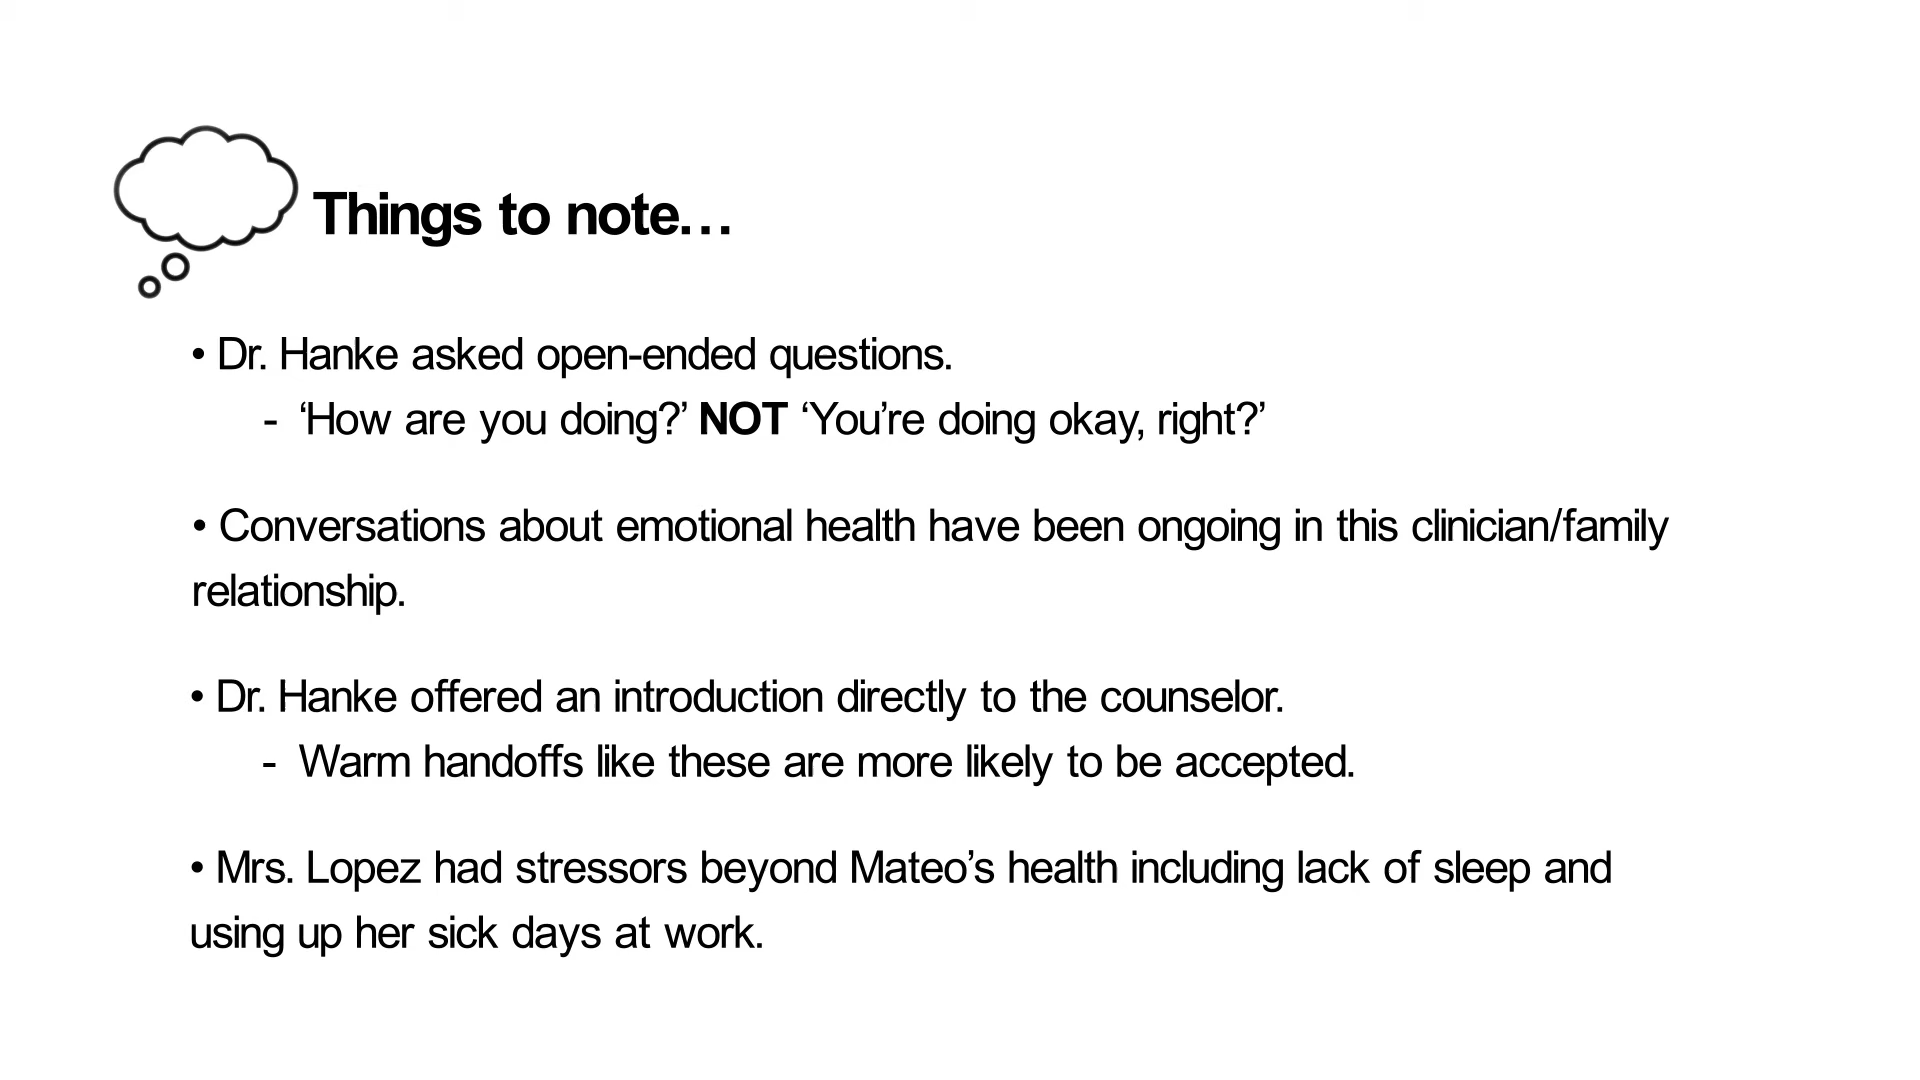 Things to note…
• Dr. Hanke asked open-ended questions.
- ‘How are you doing?’ NOT ‘You’re doing okay, right?’
• Conversations about emotional health have been ongoing in this clinician/family
relationship.
• Dr. Hanke offered an introduction directly to the counselor.
- Warm handoffs like these are more likely to be accepted.
• Mrs. Lopez had stressors beyond Mateo’s health including lack of sleep and
using up her sick days at work.